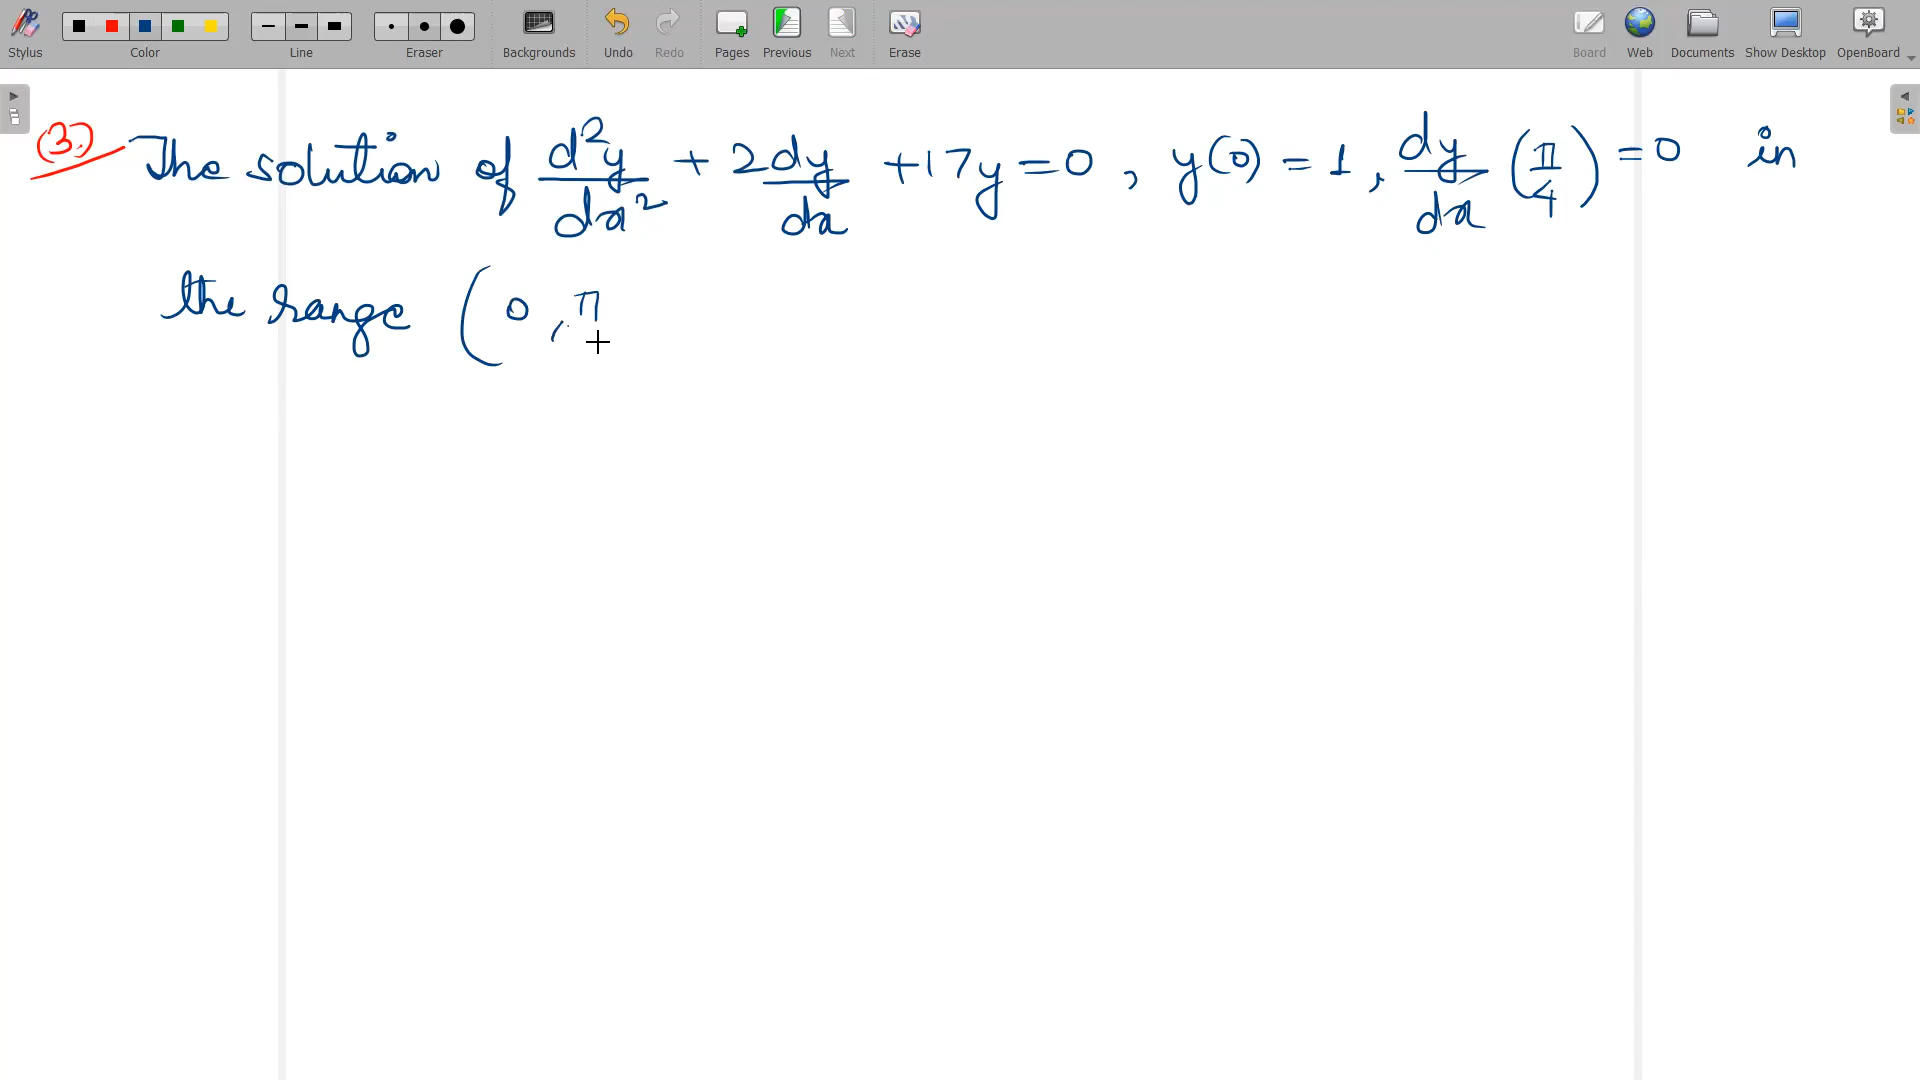 Stylus Color Line Eraser Backgrounds Undo Redo Pages Previous Next Erase Board Web Documents Show Desktop OpenBoard
(3.) The solution of d²y/dx² + 2dy/dx + 17y = 0 , y(0) = 1 , dy/dx (π/4) = 0 in
the range ( 0 , π